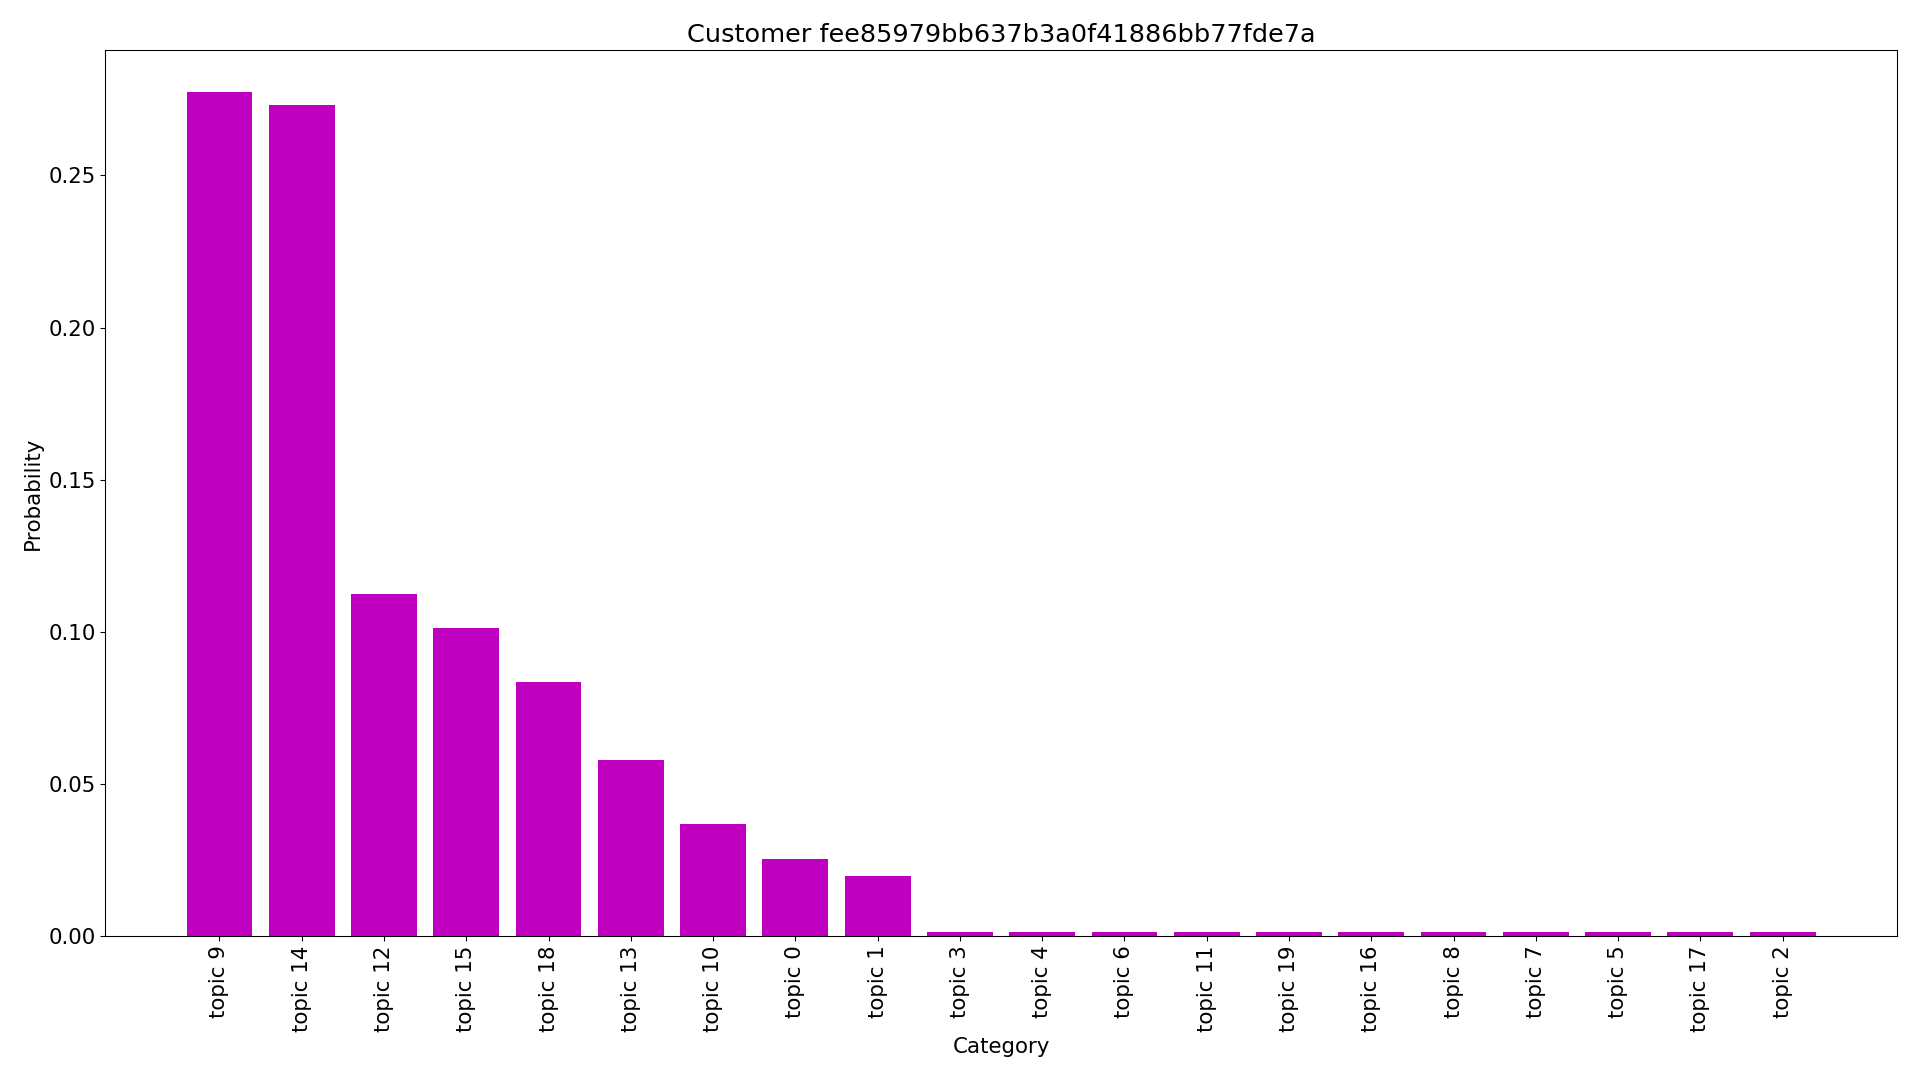 Customer fee85979bb637b3a0f41886bb77fde7a
Probability
0.25
0.20
0.15
0.10
0.05
0.00
topic 9
topic 14
topic 12
topic 15
topic 18
topic 13
topic 10
topic 0
topic 1
topic 3
topic 4
topic 6
topic 11
topic 19
topic 16
topic 8
topic 7
topic 5
topic 17
topic 2
Category